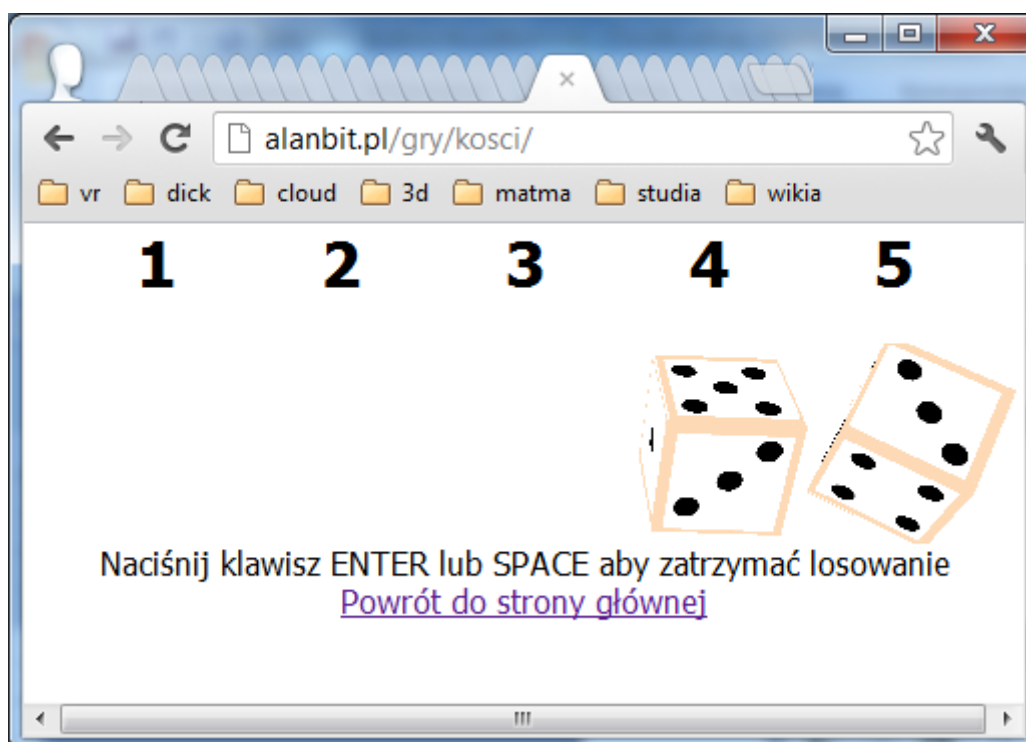 alanbit.pl/gry/kosci/
vr dick cloud 3d matma studia wikia
1 2 3 4 5
Naciśnij klawisz ENTER lub SPACE aby zatrzymać losowanie
Powrót do strony głównej